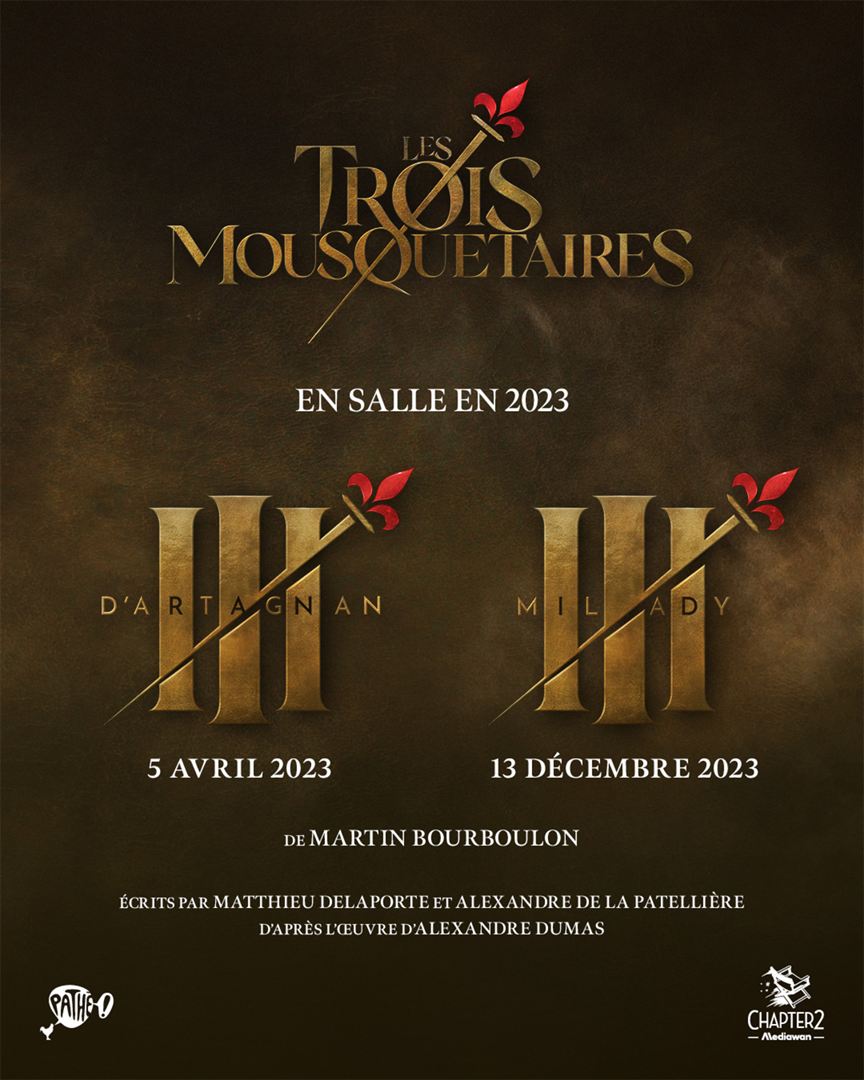 LES
TROIS
MOUSQUETAIRES
EN SALLE EN 2023
D'ARTAGNAN
MILADY
5 AVRIL 2023
13 DÉCEMBRE 2023
DE MARTIN BOURBOULON
ÉCRITS PAR MATTHIEU DELAPORTE ET ALEXANDRE DE LA PATELLIÈRE
D'APRÈS L'ŒUVRE D'ALEXANDRE DUMAS
PATHÉ!
CHAPTER2
Mediawan